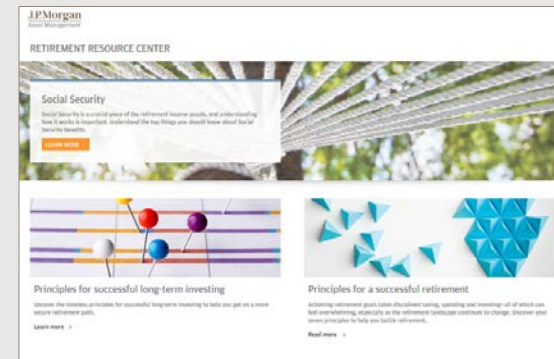 J.P.Morgan
Asset Management
RETIREMENT RESOURCE CENTER
Social Security
Social Security is a crucial piece of the retirement income puzzle, and understanding
how it works is important. Understand the top things you should know about Social
Security benefits.
LEARN MORE
Principles for successful long-term investing
Uncover the timeless principles for successful long-term investing to help you get on a more
secure retirement path.
Learn more >
Principles for a successful retirement
Achieving retirement goals takes disciplined saving, spending and investing–all of which can
feel overwhelming, especially as the retirement landscape continues to change. Discover your
seven principles to help you tackle retirement.
Read more >